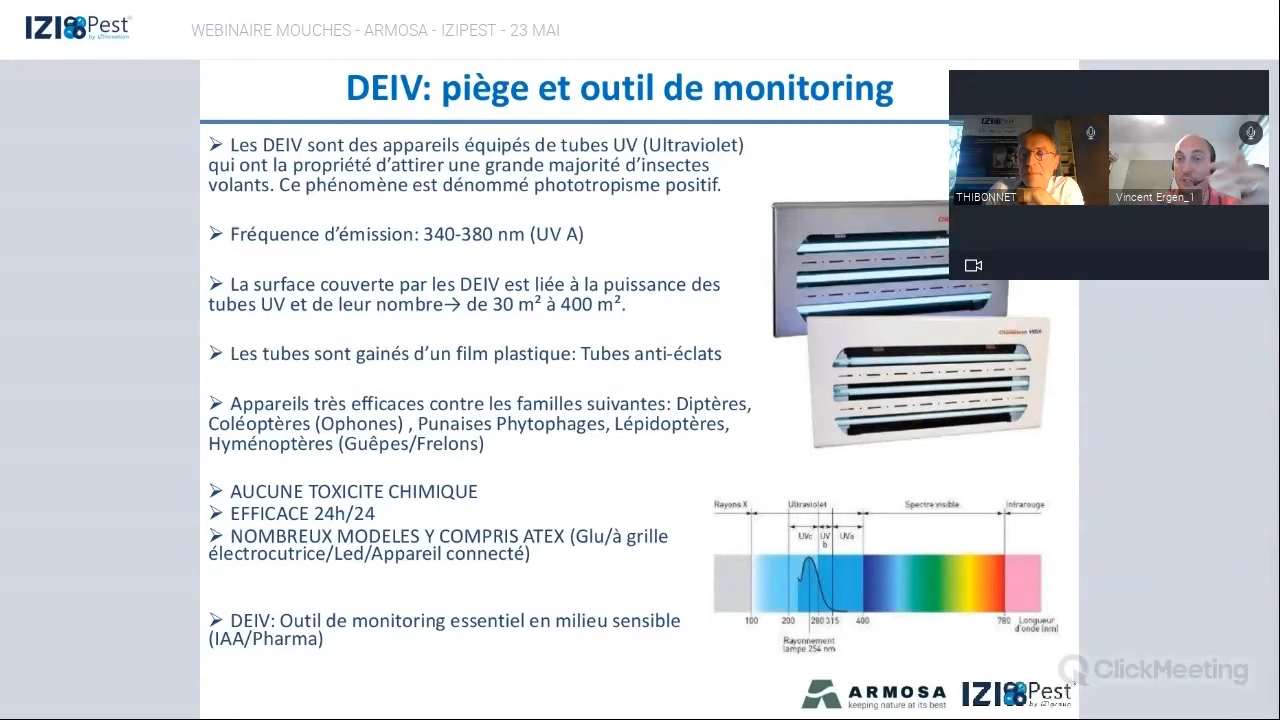 IZI Pest
by IZInovation
WEBINAIRE MOUCHES - ARMOSA - IZIPEST - 23 MAI
DEIV: piège et outil de monitoring
➢ Les DEIV sont des appareils équipés de tubes UV (Ultraviolet)
qui ont la propriété d’attirer une grande majorité d’insectes
volants. Ce phénomène est dénommé phototropisme positif.
➢ Fréquence d’émission: 340-380 nm (UV A)
➢ La surface couverte par les DEIV est liée à la puissance des
tubes UV et de leur nombre→ de 30 m² à 400 m².
➢ Les tubes sont gainés d’un film plastique: Tubes anti-éclats
➢ Appareils très efficaces contre les familles suivantes: Diptères,
Coléoptères (Ophones) , Punaises Phytophages, Lépidoptères,
Hyménoptères (Guêpes/Frelons)
➢ AUCUNE TOXICITE CHIMIQUE
➢ EFFICACE 24h/24
➢ NOMBREUX MODELES Y COMPRIS ATEX (Glu/à grille
électrocutrice/Led/Appareil connecté)
➢ DEIV: Outil de monitoring essentiel en milieu sensible
(IAA/Pharma)
IZI
THIBONNET
Vincent Ergen_1
Chameleon
Rayons X
Ultraviolet
Spectre visible
Infrarouge
UVc
UV
b
UVa
100
200
280
315
400
780
Longueur
d'onde (nm)
Rayonnement
lampe 254 nm
ClickMeeting
ARMOSA
keeping nature at its best
IZI Pest
by IZIgroup